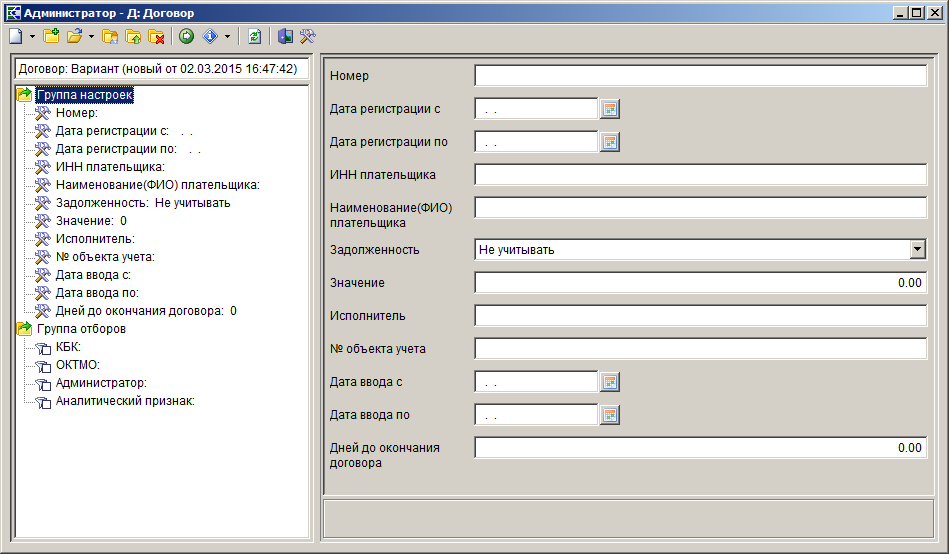 Администратор - Д: Договор
Договор: Вариант (новый от 02.03.2015 16:47:42)
Группа настроек
Номер:
Дата регистрации с: . .
Дата регистрации по: . .
ИНН плательщика:
Наименование(ФИО) плательщика:
Задолженность: Не учитывать
Значение: 0
Исполнитель:
№ объекта учета:
Дата ввода с:
Дата ввода по:
Дней до окончания договора: 0
Группа отборов
КБК:
ОКТМО:
Администратор:
Аналитический признак:
Номер
Дата регистрации с . .
Дата регистрации по . .
ИНН плательщика
Наименование(ФИО)
плательщика
Задолженность Не учитывать
Значение 0.00
Исполнитель
№ объекта учета
Дата ввода с . .
Дата ввода по . .
Дней до окончания 0.00
договора